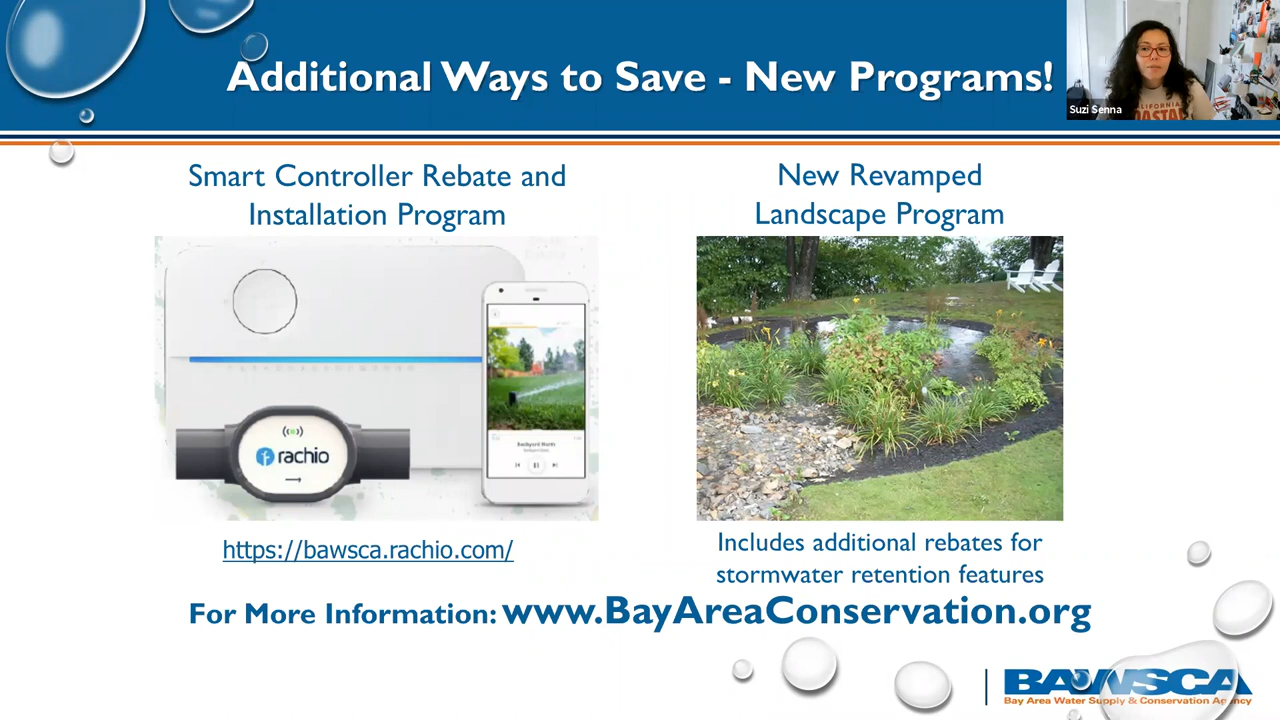 Additional Ways to Save - New Programs!
Suzi Senna
CALIFORNIA
COASTAL
Smart Controller Rebate and
Installation Program
New Revamped
Landscape Program
rachio
https://bawsca.rachio.com/
Includes additional rebates for
stormwater retention features
For More Information: www.BayAreaConservation.org
BAWSCA
Bay Area Water Supply & Conservation Agency